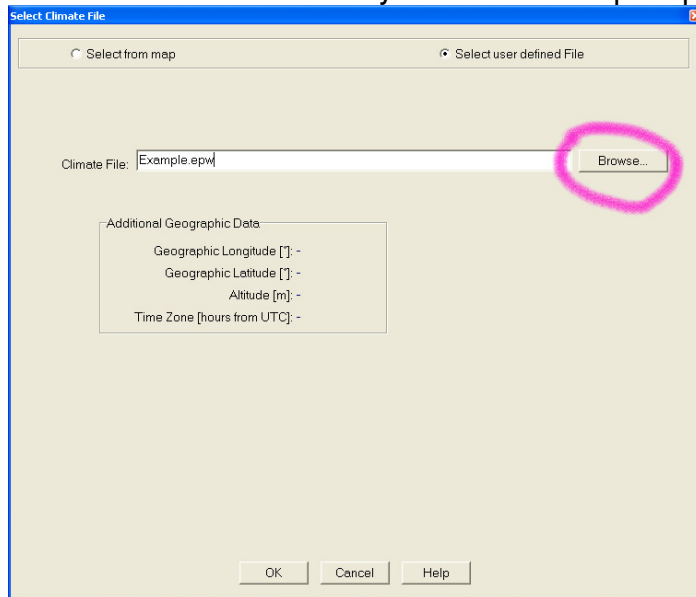 Select Climate File
Select from map
Select user defined File
Climate File: Example.epw Browse...
Additional Geographic Data
Geographic Longitude [°]: -
Geographic Latitude [°]: -
Altitude [m]: -
Time Zone [hours from UTC]: -
OK Cancel Help